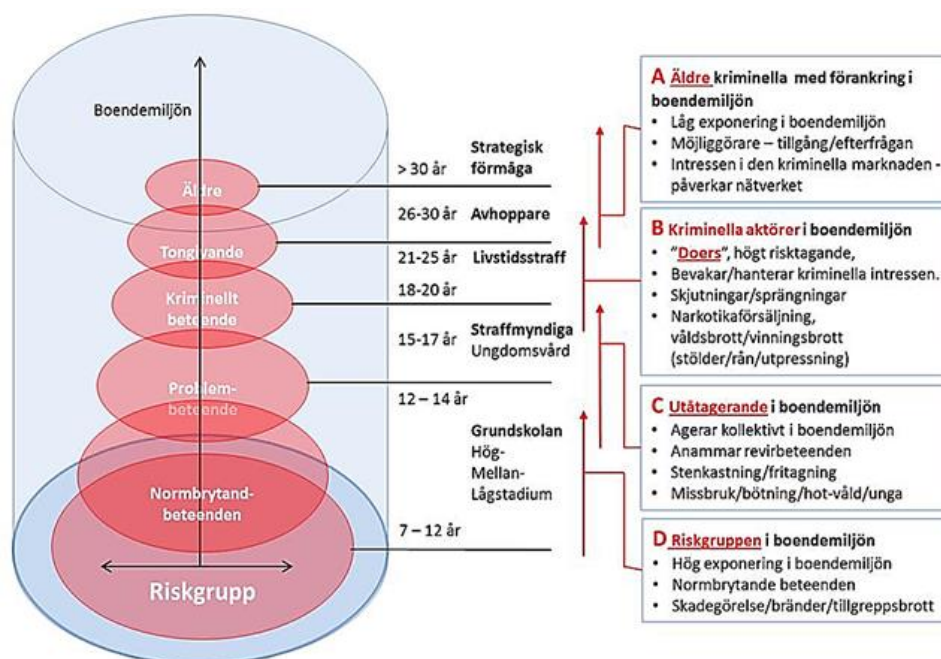 Boendemiljön
Äldre
Tongivande
Kriminellt
beteende
Problem-
beteende
Normbrytand-
beteenden
Riskgrupp
> 30 år
Strategisk
förmåga
26-30 år
Avhoppare
21-25 år
Livstidsstraff
18-20 år
15-17 år
Straffmyndiga
Ungdomsvård
12 – 14 år
Grundskolan
Hög-
Mellan-
Lågstadium
7 – 12 år
A Äldre kriminella med förankring i
boendemiljön
• Låg exponering i boendemiljön
• Möjliggörare – tillgång/efterfrågan
• Intressen i den kriminella marknaden -
påverkar nätverket
B Kriminella aktörer i boendemiljön
• ”Doers”, högt risktagande,
• Bevakar/hanterar kriminella intressen.
• Skjutningar/sprängningar
• Narkotikaförsäljning,
våldsbrott/vinningsbrott
(stölder/rån/utpressning)
C Utåtagerande i boendemiljön
• Agerar kollektivt i boendemiljön
• Anammar revirbeteenden
• Stenkastning/fritagning
• Missbruk/bötning/hot-våld/unga
D Riskgruppen i boendemiljön
• Hög exponering i boendemiljön
• Normbrytande beteenden
• Skadegörelse/bränder/tillgreppsbrott